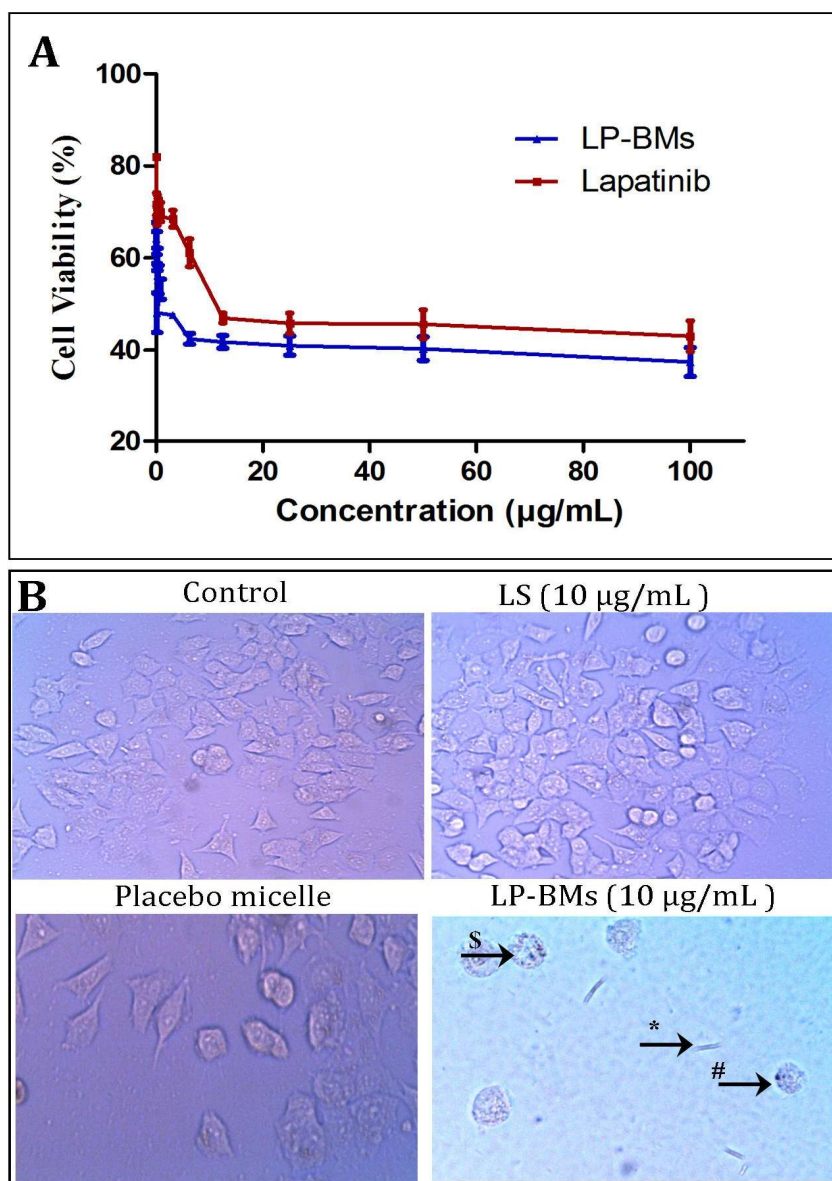 A
100
80
60
40
20
Cell Viability (%)
LP-BMs
Lapatinib
0 20 40 60 80 100
Concentration (µg/mL)
B
Control
LS (10 µg/mL )
Placebo micelle
LP-BMs (10 µg/mL )
$
*
#